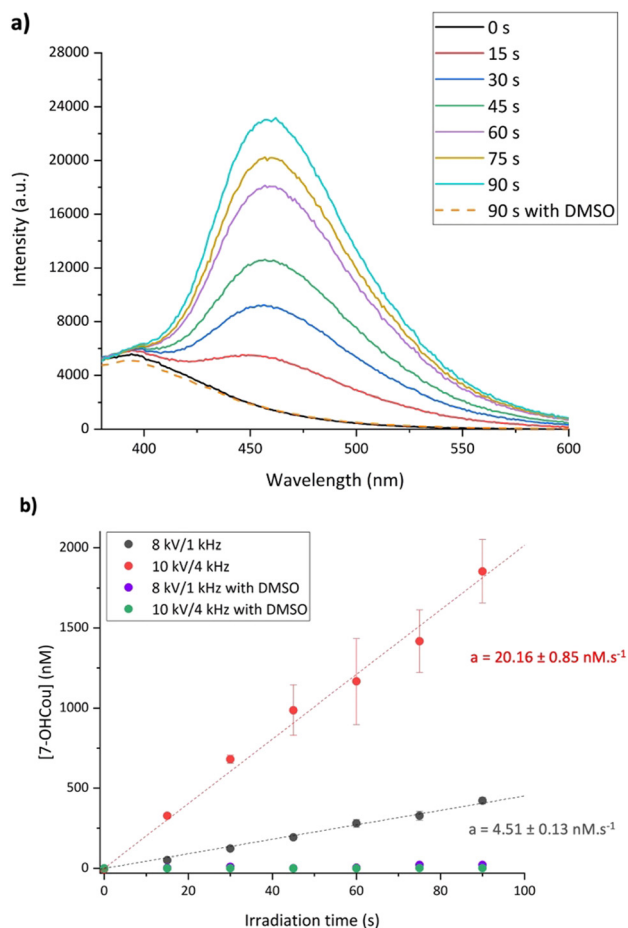 a)
28000
24000
20000
16000
12000
8000
4000
0
Intensity (a.u.)
0 s
15 s
30 s
45 s
60 s
75 s
90 s
90 s with DMSO
400
450
500
550
600
Wavelength (nm)
b)
8 kV/1 kHz
10 kV/4 kHz
8 kV/1 kHz with DMSO
10 kV/4 kHz with DMSO
2000
1500
1000
500
0
[7-OHCou] (nM)
a = 20.16 ± 0.85 nM.s⁻¹
a = 4.51 ± 0.13 nM.s⁻¹
0
20
40
60
80
100
Irradiation time (s)